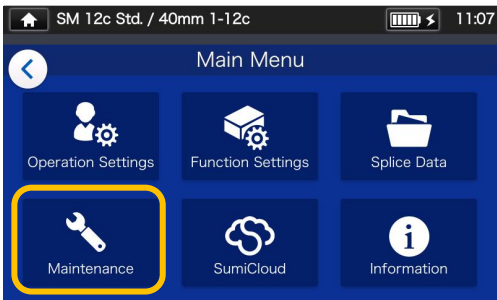 SM 12c Std. / 40mm 1-12c 11:07
Main Menu
Operation Settings Function Settings Splice Data
Maintenance SumiCloud Information